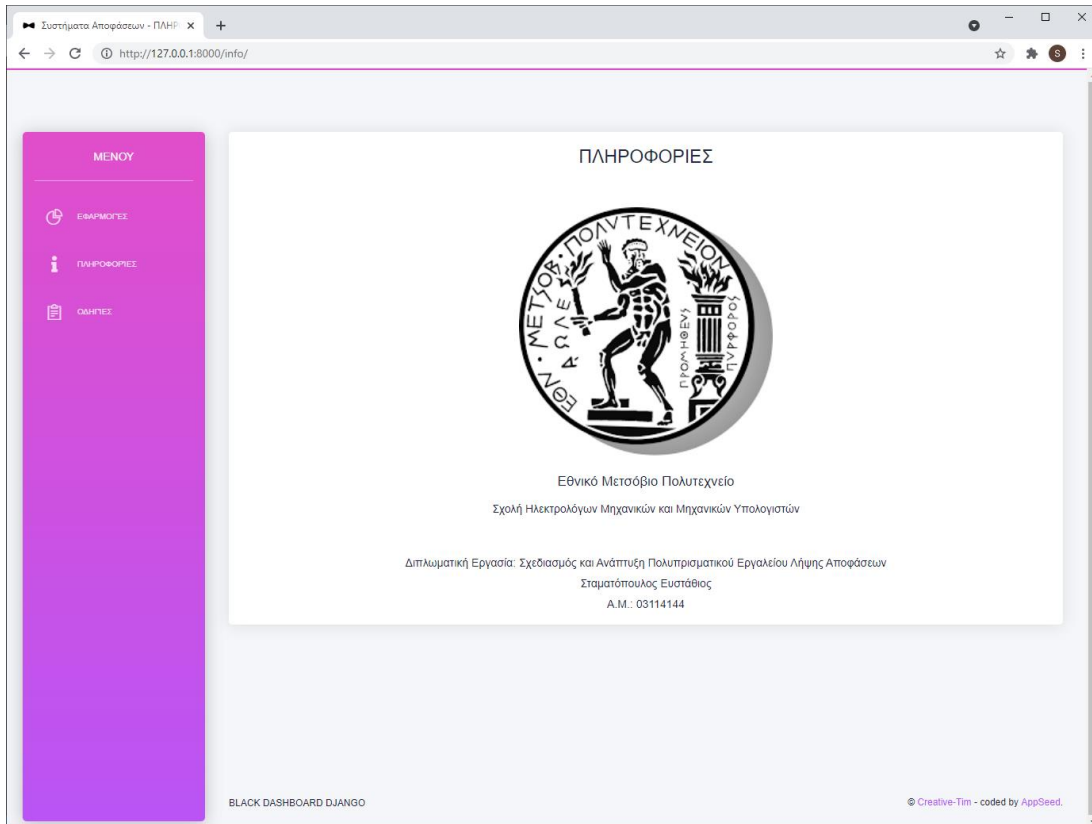 Συστήματα Αποφάσεων - ΠΛΗΡ
http://127.0.0.1:8000/info/
S
ΜΕΝΟΥ
ΕΦΑΡΜΟΓΕΣ
ΠΛΗΡΟΦΟΡΙΕΣ
ΟΔΗΓΙΕΣ
ΠΛΗΡΟΦΟΡΙΕΣ
ΕΘΝ · ΜΕΤΣΟΒ · ΠΟΛΥΤΕΧΝΕΙΟΝ
ΠΡΟΜΗΘΕΥΣ
ΠΥΡΦΟΡΟΣ
Εθνικό Μετσόβιο Πολυτεχνείο
Σχολή Ηλεκτρολόγων Μηχανικών και Μηχανικών Υπολογιστών
Διπλωματική Εργασία: Σχεδιασμός και Ανάπτυξη Πολυπρισματικού Εργαλείου Λήψης Αποφάσεων
Σταματόπουλος Ευστάθιος
Α.Μ.: 03114144
BLACK DASHBOARD DJANGO
© Creative-Tim - coded by AppSeed.